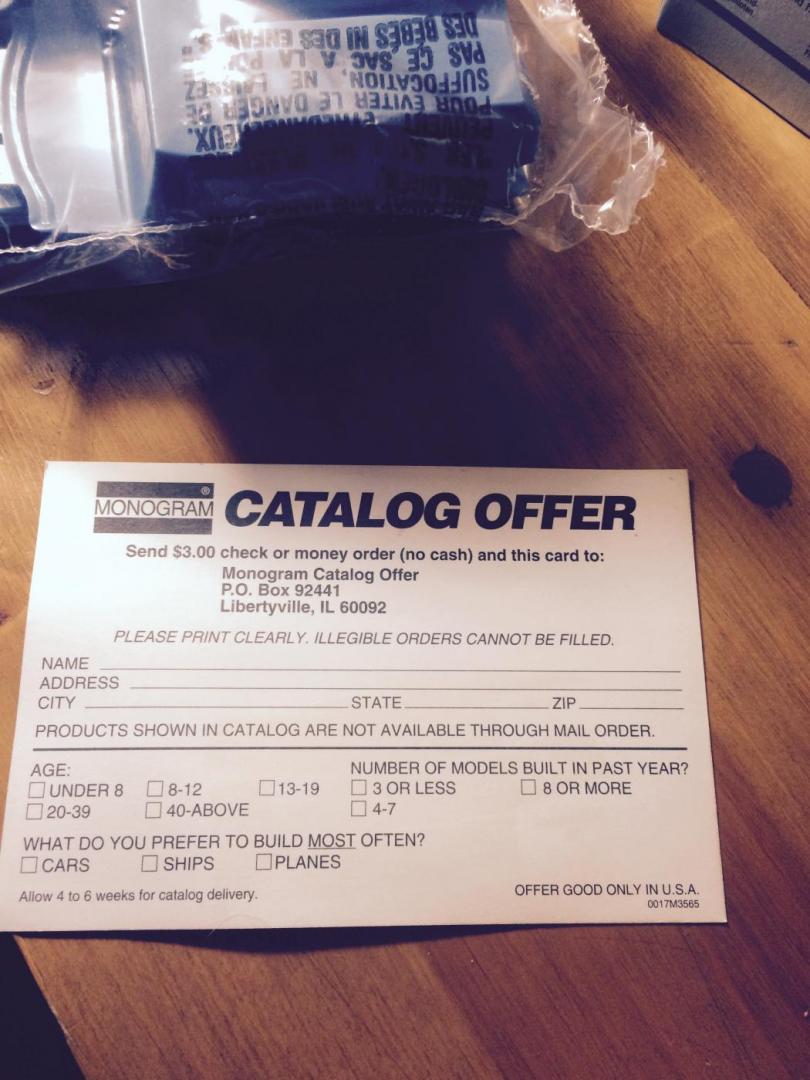 DES BÉBÉS NI DES ENFANTS.
PAS CE SAC A LA
SUFFOCATION, NE LAISSEZ
POUR ÉVITER LE DANGER DE
PEUVENT
MONOGRAM® CATALOG OFFER
Send $3.00 check or money order (no cash) and this card to:
Monogram Catalog Offer
P.O. Box 92441
Libertyville, IL 60092
PLEASE PRINT CLEARLY. ILLEGIBLE ORDERS CANNOT BE FILLED.
NAME
ADDRESS
CITY STATE ZIP
PRODUCTS SHOWN IN CATALOG ARE NOT AVAILABLE THROUGH MAIL ORDER.
AGE: NUMBER OF MODELS BUILT IN PAST YEAR?
UNDER 8 8-12 13-19 3 OR LESS 8 OR MORE
20-39 40-ABOVE 4-7
WHAT DO YOU PREFER TO BUILD MOST OFTEN?
CARS SHIPS PLANES
Allow 4 to 6 weeks for catalog delivery. OFFER GOOD ONLY IN U.S.A.
0017M3565